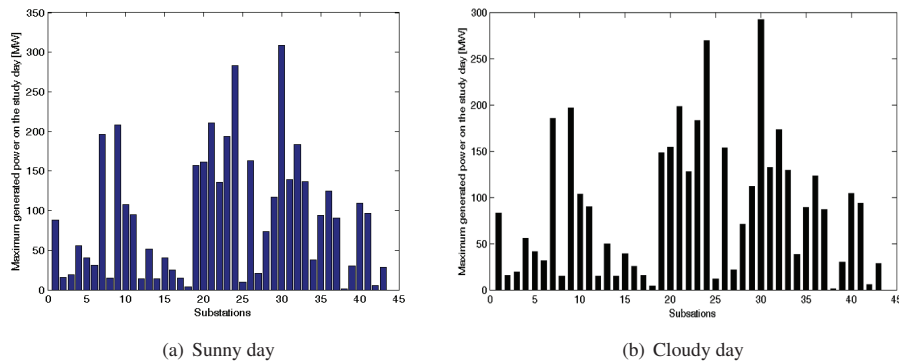 350
300
250
200
150
100
50
0
Maximum generated power on the study day [MW]
0 5 10 15 20 25 30 35 40 45
Substations
(a) Sunny day
300
250
200
150
100
50
0
Maximum generated power on the study day [MW]
0 5 10 15 20 25 30 35 40 45
Subsations
(b) Cloudy day